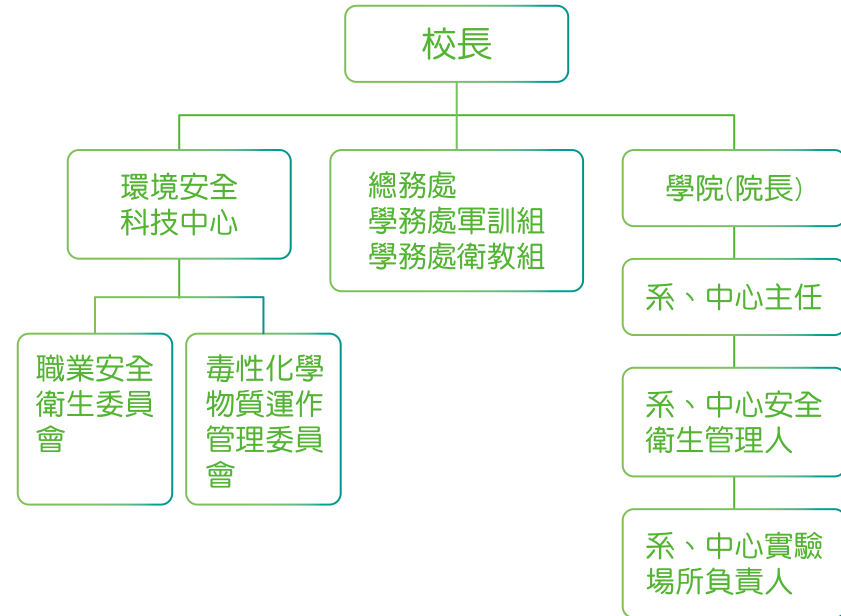 校長
環境安全
科技中心
總務處
學務處軍訓組
學務處衛教組
學院(院長)
系、中心主任
職業安全
衛生委員
會
毒性化學
物質運作
管理委員
會
系、中心安全
衛生管理人
系、中心實驗
場所負責人